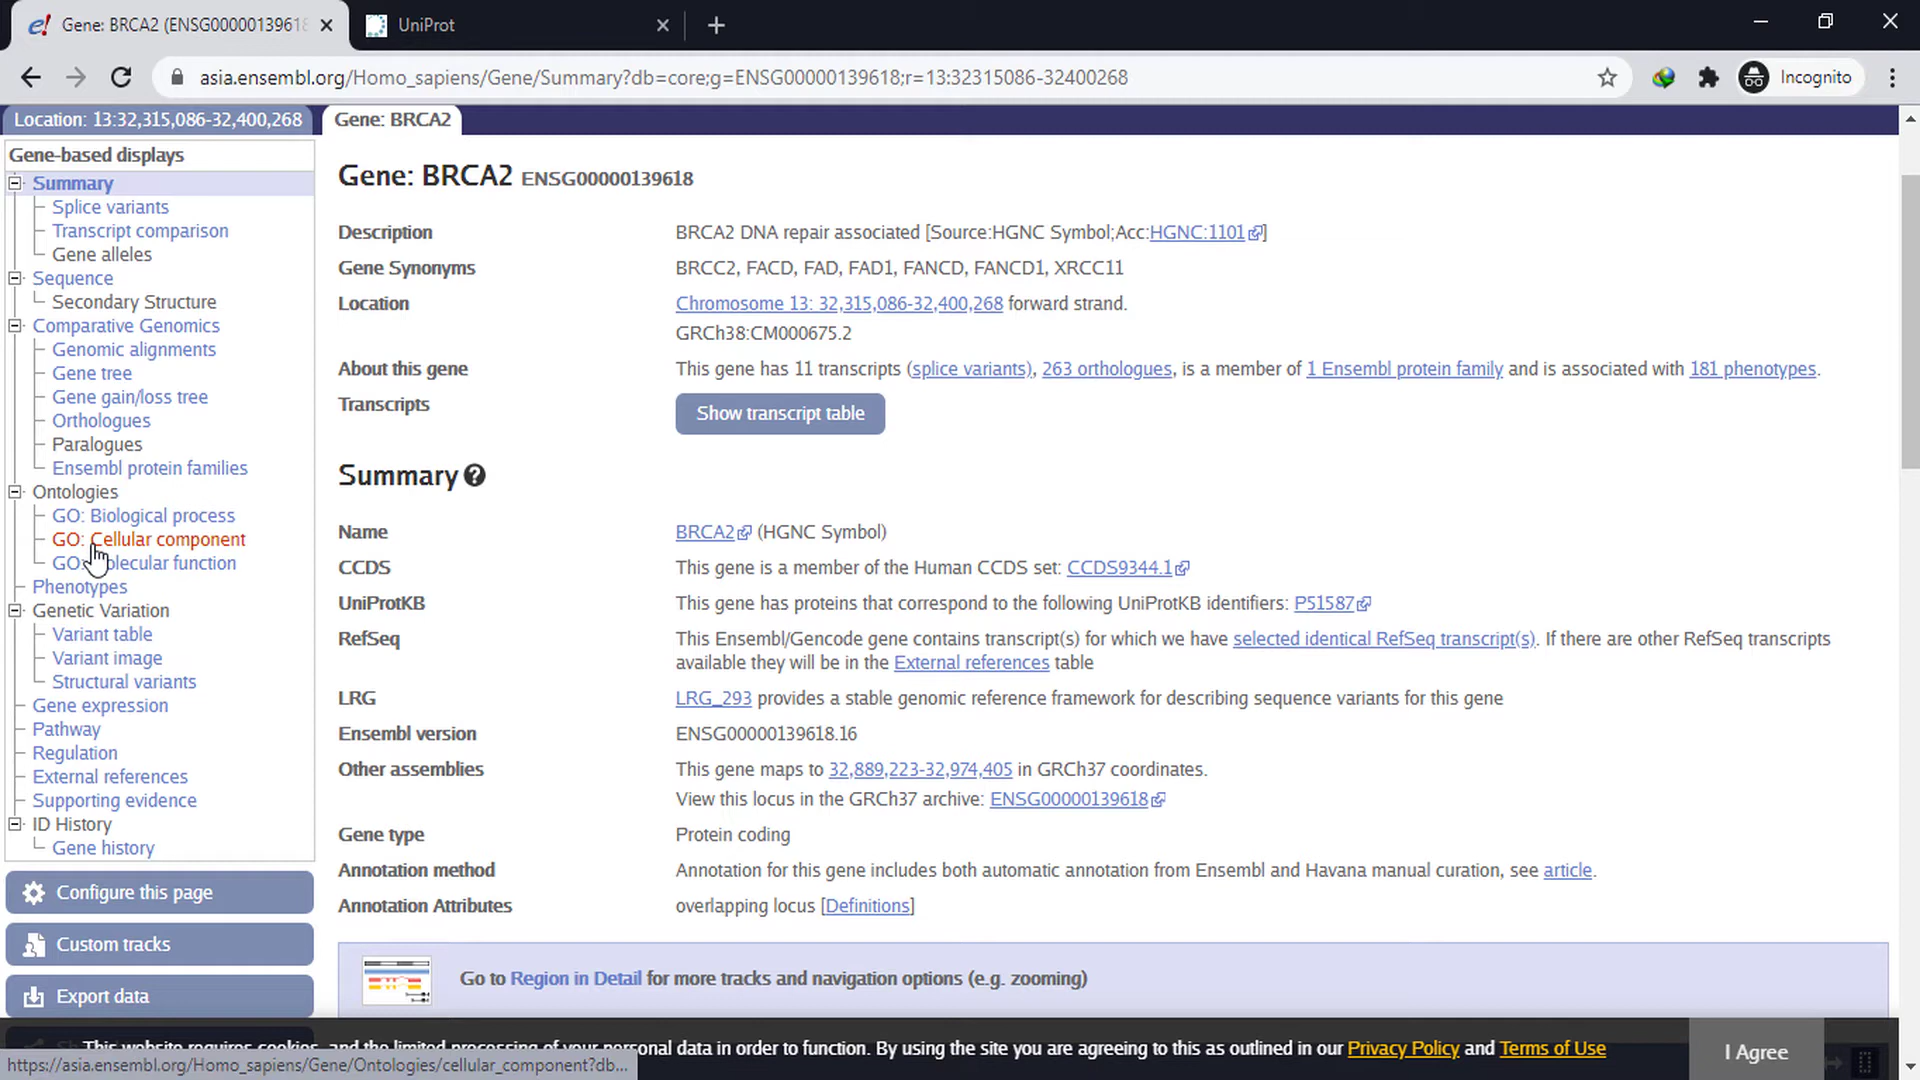 Gene: BRCA2 (ENSG00000139618
UniProt
asia.ensembl.org/Homo_sapiens/Gene/Summary?db=core;g=ENSG00000139618;r=13:32315086-32400268
Incognito
Location: 13:32,315,086-32,400,268
Gene: BRCA2
Gene-based displays
Summary
Splice variants
Transcript comparison
Gene alleles
Sequence
Secondary Structure
Comparative Genomics
Genomic alignments
Gene tree
Gene gain/loss tree
Orthologues
Paralogues
Ensembl protein families
Ontologies
GO: Biological process
GO: Cellular component
GO: Molecular function
Phenotypes
Genetic Variation
Variant table
Variant image
Structural variants
Gene expression
Pathway
Regulation
External references
Supporting evidence
ID History
Gene history
Configure this page
Custom tracks
Export data
Gene: BRCA2 ENSG00000139618
Description BRCA2 DNA repair associated [Source:HGNC Symbol;Acc:HGNC:1101]
Gene Synonyms BRCC2, FACD, FAD, FAD1, FANCD, FANCD1, XRCC11
Location Chromosome 13: 32,315,086-32,400,268 forward strand.
GRCh38:CM000675.2
About this gene This gene has 11 transcripts (splice variants), 263 orthologues, is a member of 1 Ensembl protein family and is associated with 181 phenotypes.
Transcripts Show transcript table
Summary
Name BRCA2 (HGNC Symbol)
CCDS This gene is a member of the Human CCDS set: CCDS9344.1
UniProtKB This gene has proteins that correspond to the following UniProtKB identifiers: P51587
RefSeq This Ensembl/Gencode gene contains transcript(s) for which we have selected identical RefSeq transcript(s). If there are other RefSeq transcripts
available they will be in the External references table
LRG LRG_293 provides a stable genomic reference framework for describing sequence variants for this gene
Ensembl version ENSG00000139618.16
Other assemblies This gene maps to 32,889,223-32,974,405 in GRCh37 coordinates.
View this locus in the GRCh37 archive: ENSG00000139618
Gene type Protein coding
Annotation method Annotation for this gene includes both automatic annotation from Ensembl and Havana manual curation, see article.
Annotation Attributes overlapping locus [Definitions]
Go to Region in Detail for more tracks and navigation options (e.g. zooming)
This website requires cookies, and the limited processing of your personal data in order to function. By using the site you are agreeing to this as outlined in our Privacy Policy and Terms of Use
I Agree
https://asia.ensembl.org/Homo_sapiens/Gene/Ontologies/cellular_component?db...